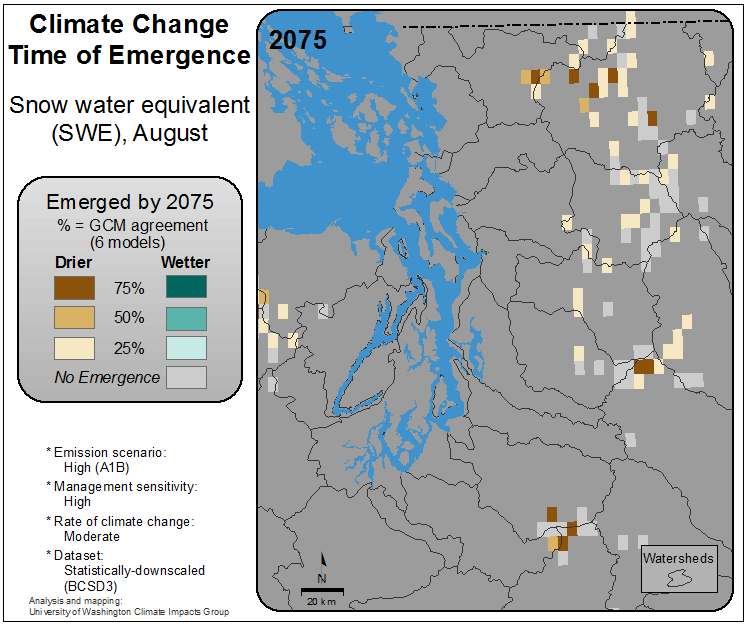 Climate Change
Time of Emergence
Snow water equivalent
(SWE), August
Emerged by 2075
% = GCM agreement
(6 models)
Drier Wetter
75%
50%
25%
No Emergence
* Emission scenario:
High (A1B)
* Management sensitivity:
High
* Rate of climate change:
Moderate
* Dataset:
Statistically-downscaled
(BCSD3)
Analysis and mapping:
University of Washington Climate Impacts Group
2075
N
20 km
Watersheds